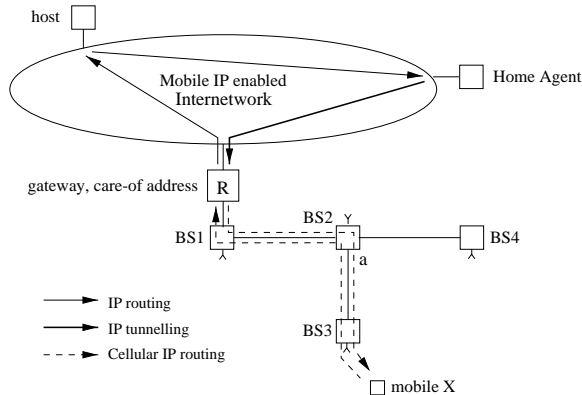 host
Mobile IP enabled
Internetwork
Home Agent
gateway, care-of address
R
BS2
BS1
BS4
a
IP routing
IP tunnelling
BS3
Cellular IP routing
mobile X